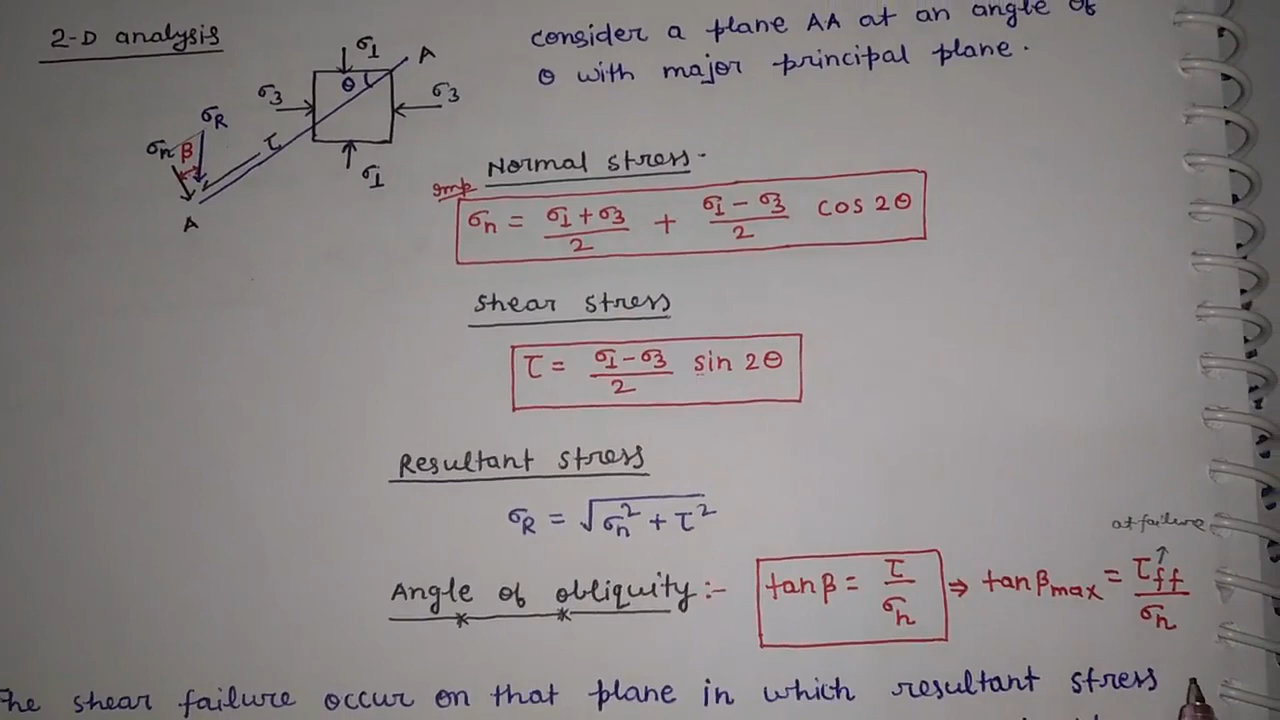 2-D analysis
consider a plane AA at an angle of
θ with major principal plane.
σ1
A
θ
σ3
σ3
σR
τ
σn
β
σ1
A
Normal stress.
Imp
σn = (σ1 + σ3)/2 + (σ1 - σ3)/2 cos 2θ
Shear stress
τ = (σ1 - σ3)/2 sin 2θ
Resultant stress
σR = √(σn² + τ²)
at failure
Angle of obliquity :- tan β = τ/σn ⇒ tan βmax = τff/σn
The shear failure occur on that plane in which resultant stress